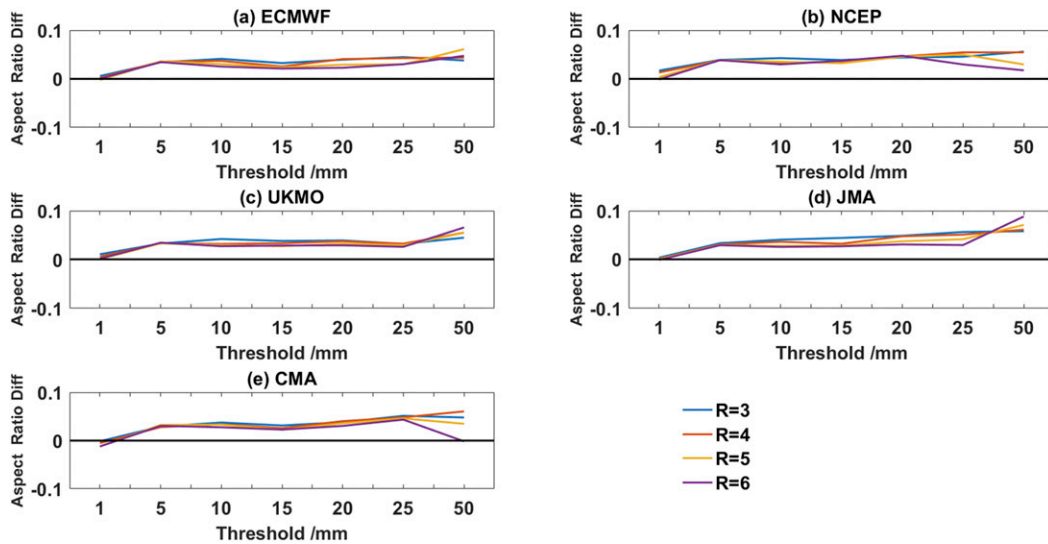 (a) ECMWF
Aspect Ratio Diff
0.1
0
-0.1
1 5 10 15 20 25 50
Threshold /mm
(b) NCEP
Aspect Ratio Diff
0.1
0
-0.1
1 5 10 15 20 25 50
Threshold /mm
(c) UKMO
Aspect Ratio Diff
0.1
0
-0.1
1 5 10 15 20 25 50
Threshold /mm
(d) JMA
Aspect Ratio Diff
0.1
0
-0.1
1 5 10 15 20 25 50
Threshold /mm
(e) CMA
Aspect Ratio Diff
0.1
0
-0.1
1 5 10 15 20 25 50
Threshold /mm
R=3
R=4
R=5
R=6